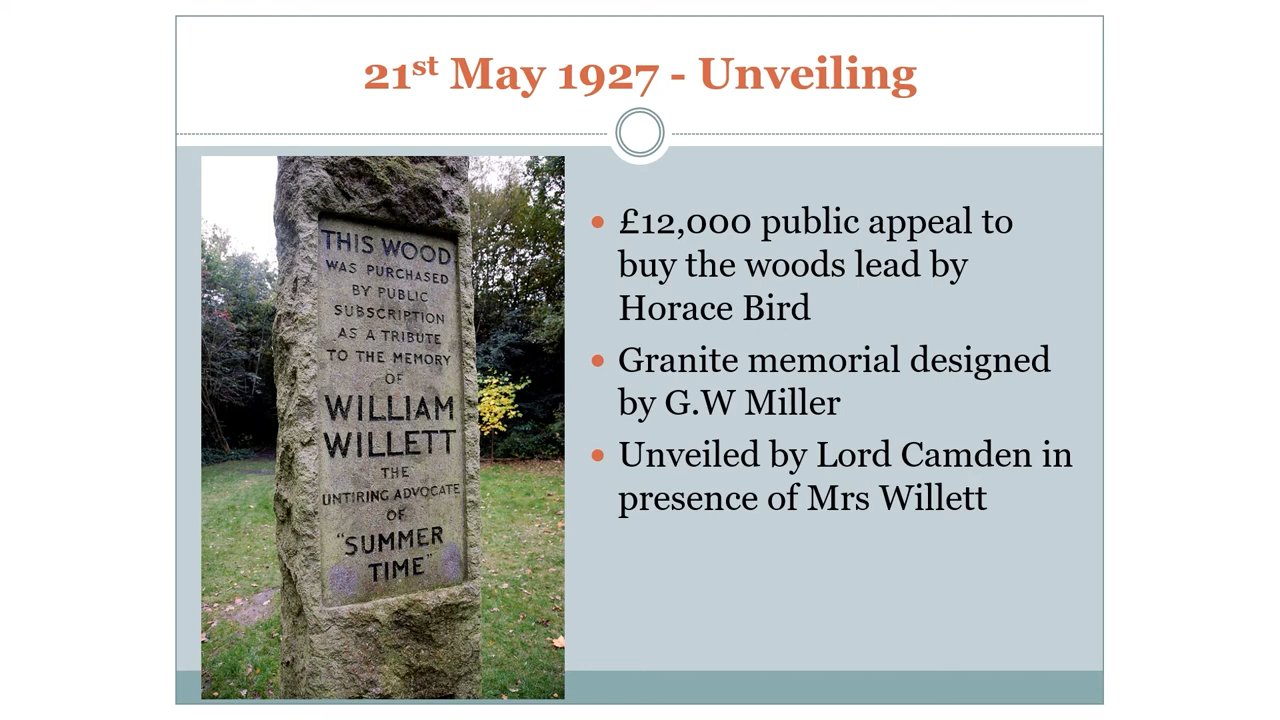 21st May 1927 - Unveiling
THIS WOOD
WAS PURCHASED
BY PUBLIC
SUBSCRIPTION
AS A TRIBUTE
TO THE MEMORY
OF
WILLIAM
WILLETT
THE
UNTIRING ADVOCATE
OF
"SUMMER
TIME"
• £12,000 public appeal to
buy the woods lead by
Horace Bird
• Granite memorial designed
by G.W Miller
• Unveiled by Lord Camden in
presence of Mrs Willett